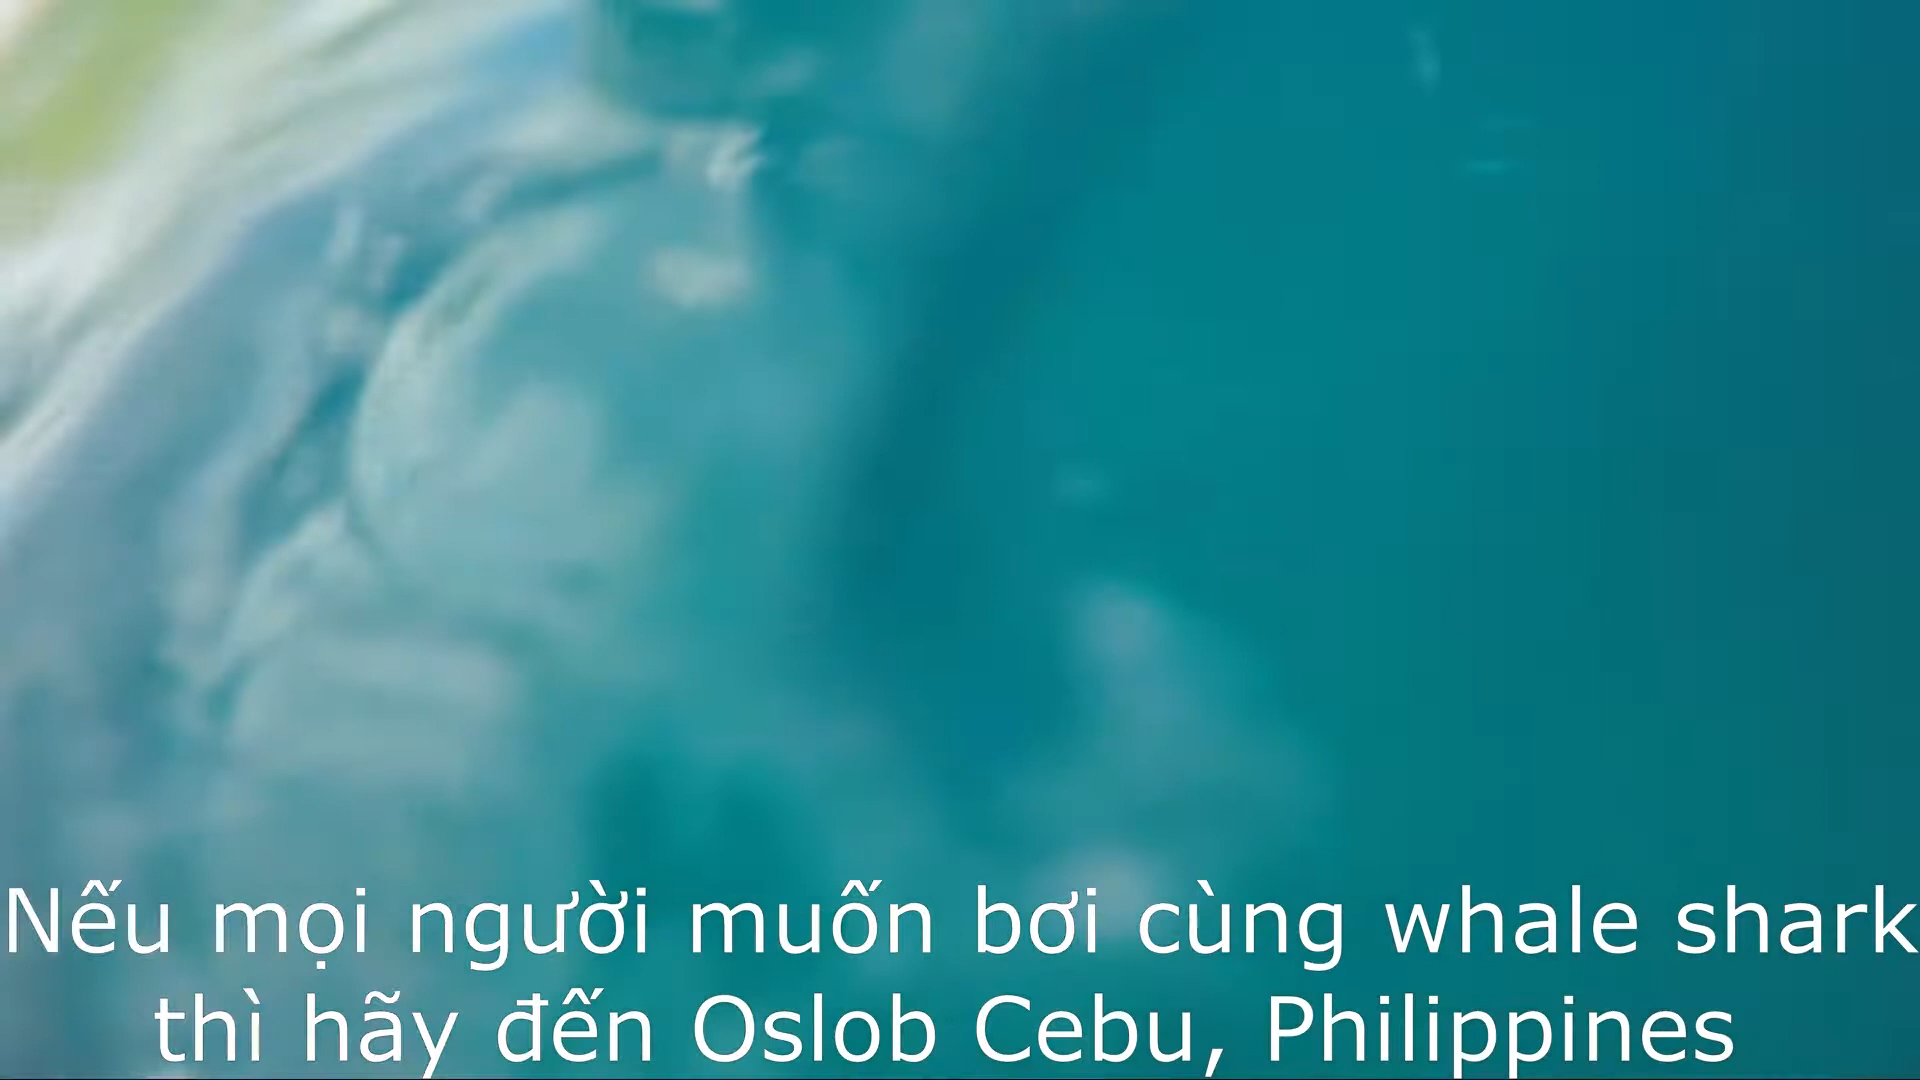 Nếu mọi người muốn bơi cùng whale shark
thì hãy đến Oslob Cebu, Philippines